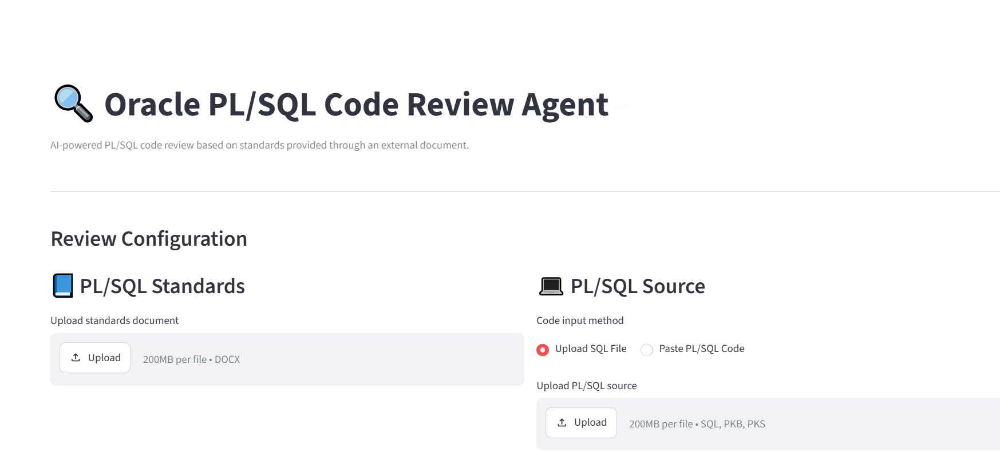 Oracle PL/SQL Code Review Agent
AI-powered PL/SQL code review based on standards provided through an external document.
Review Configuration
PL/SQL Standards
Upload standards document
Upload
200MB per file • DOCX
PL/SQL Source
Code input method
Upload SQL File
Paste PL/SQL Code
Upload PL/SQL source
Upload
200MB per file • SQL, PKB, PKS